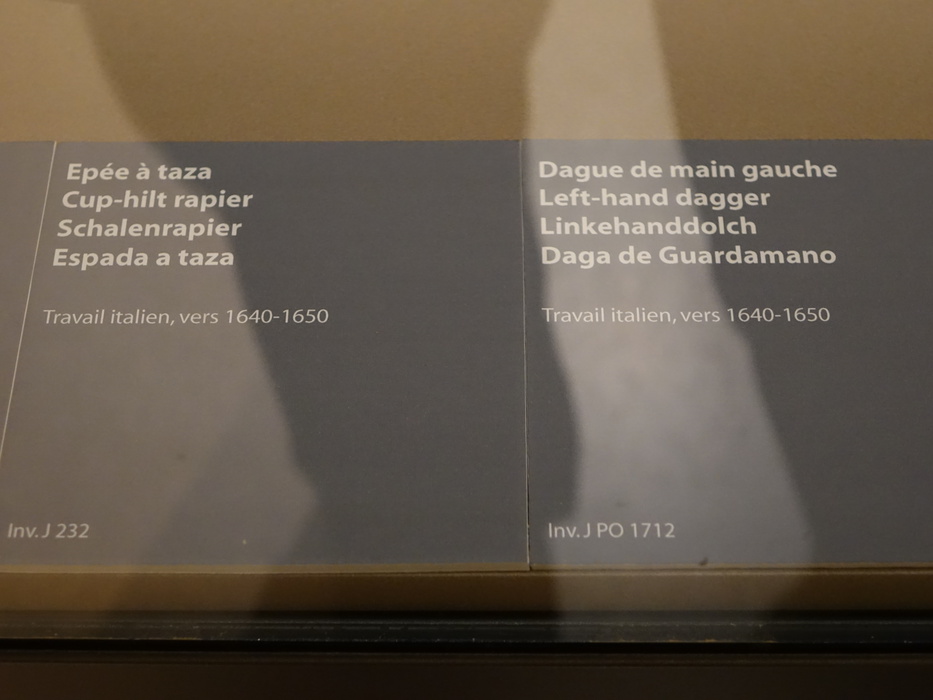 Epée à taza
Cup-hilt rapier
Schalenrapier
Espada a taza
Travail italien, vers 1640-1650
Inv. J 232
Dague de main gauche
Left-hand dagger
Linkehanddolch
Daga de Guardamano
Travail italien, vers 1640-1650
Inv. J PO 1712